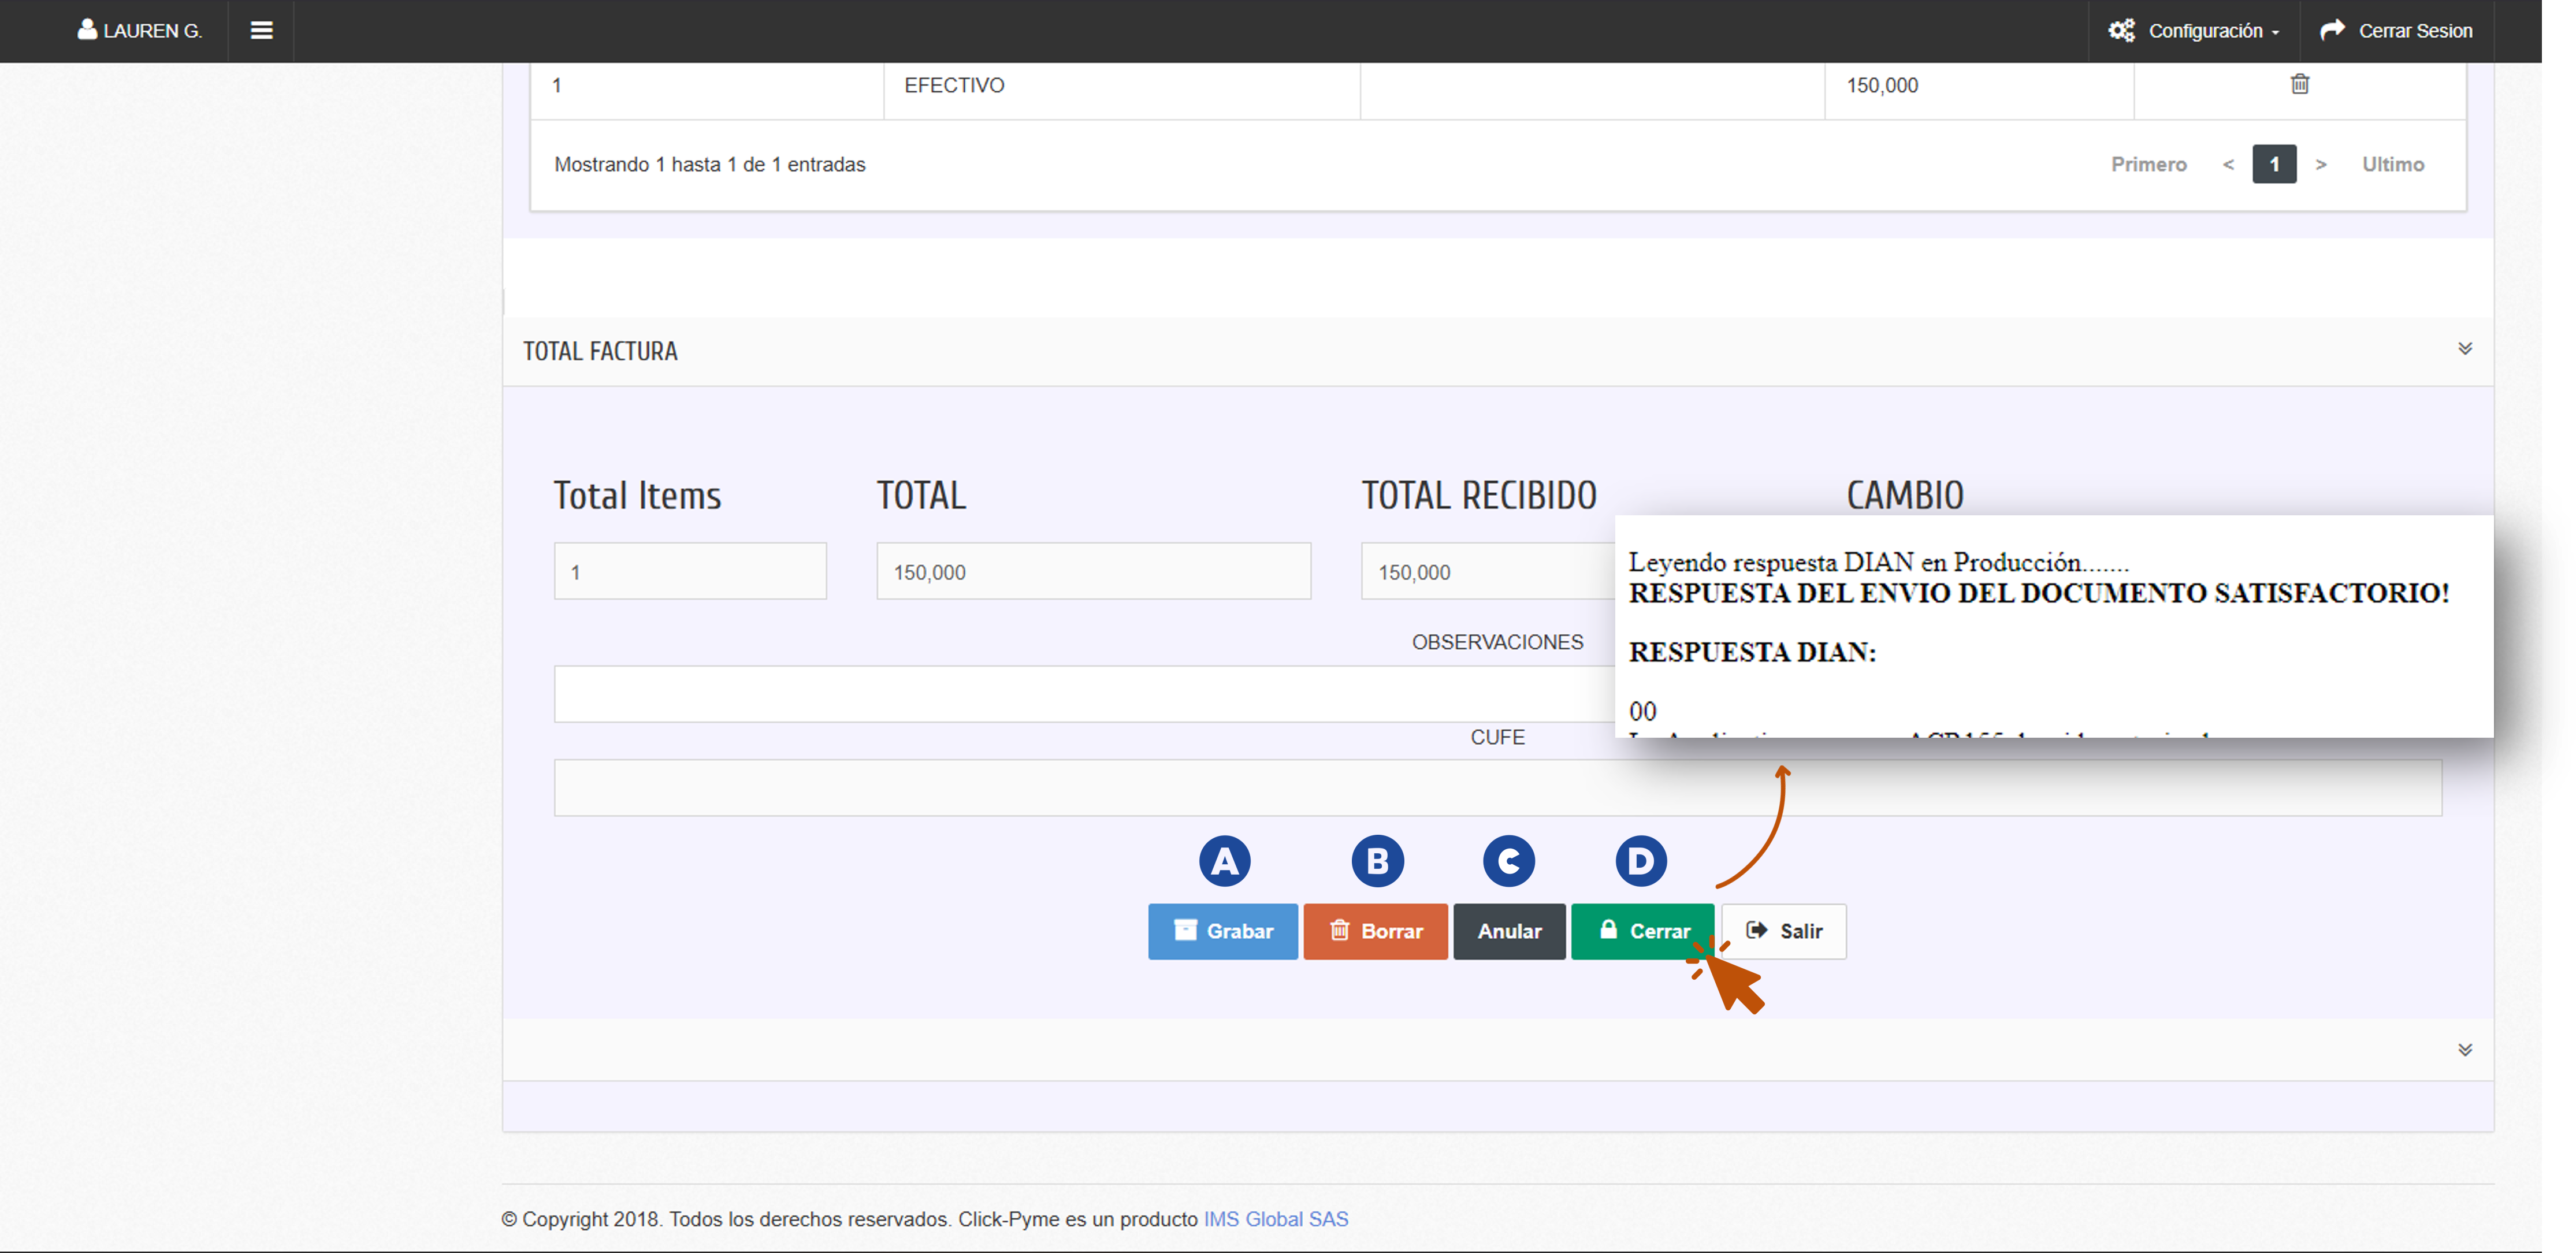 LAUREN G.
Configuración
Cerrar Sesion
1 EFECTIVO 150,000
Mostrando 1 hasta 1 de 1 entradas
Primero < 1 > Ultimo
TOTAL FACTURA
Total Items TOTAL TOTAL RECIBIDO CAMBIO
1 150,000 150,000
Leyendo respuesta DIAN en Producción.......
RESPUESTA DEL ENVIO DEL DOCUMENTO SATISFACTORIO!
RESPUESTA DIAN:
00
OBSERVACIONES
CUFE
A B C D
Grabar Borrar Anular Cerrar Salir
© Copyright 2018. Todos los derechos reservados. Click-Pyme es un producto IMS Global SAS